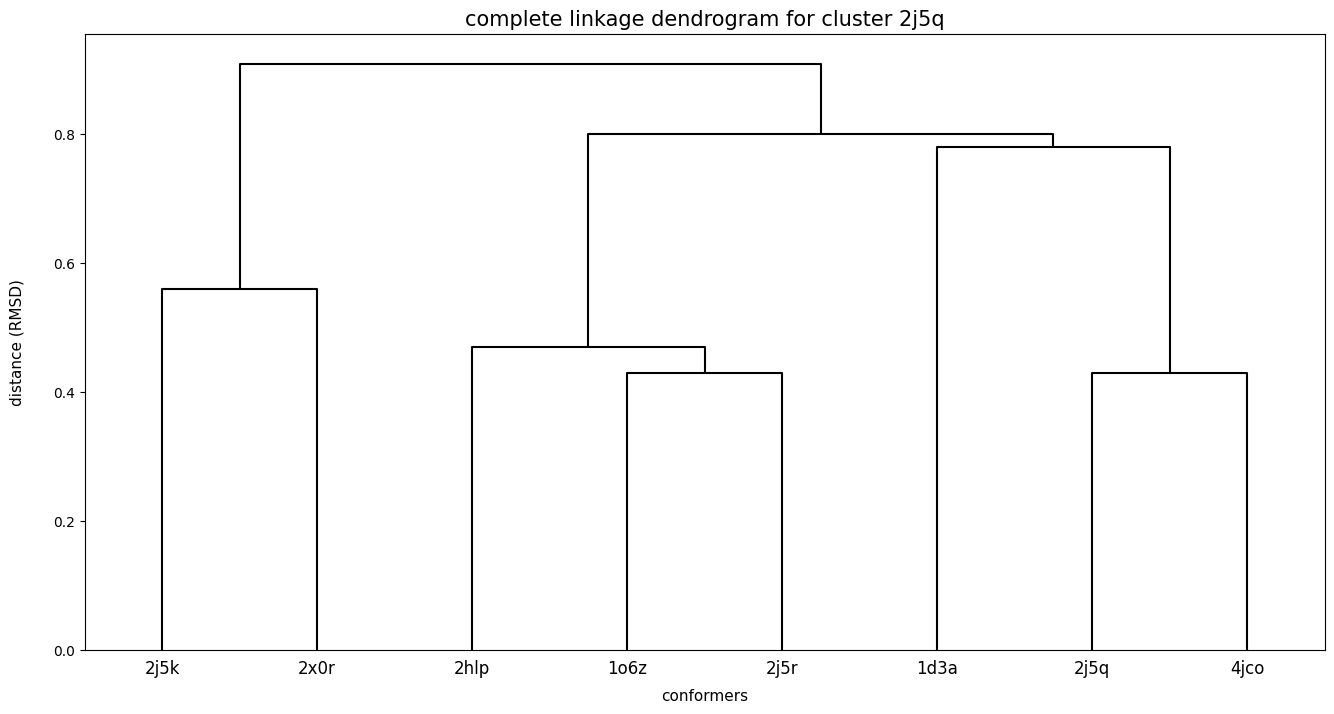 complete linkage dendrogram for cluster 2j5q
distance (RMSD)
0.8
0.6
0.4
0.2
0.0
2j5k 2x0r 2hlp 1o6z 2j5r 1d3a 2j5q 4jco
conformers